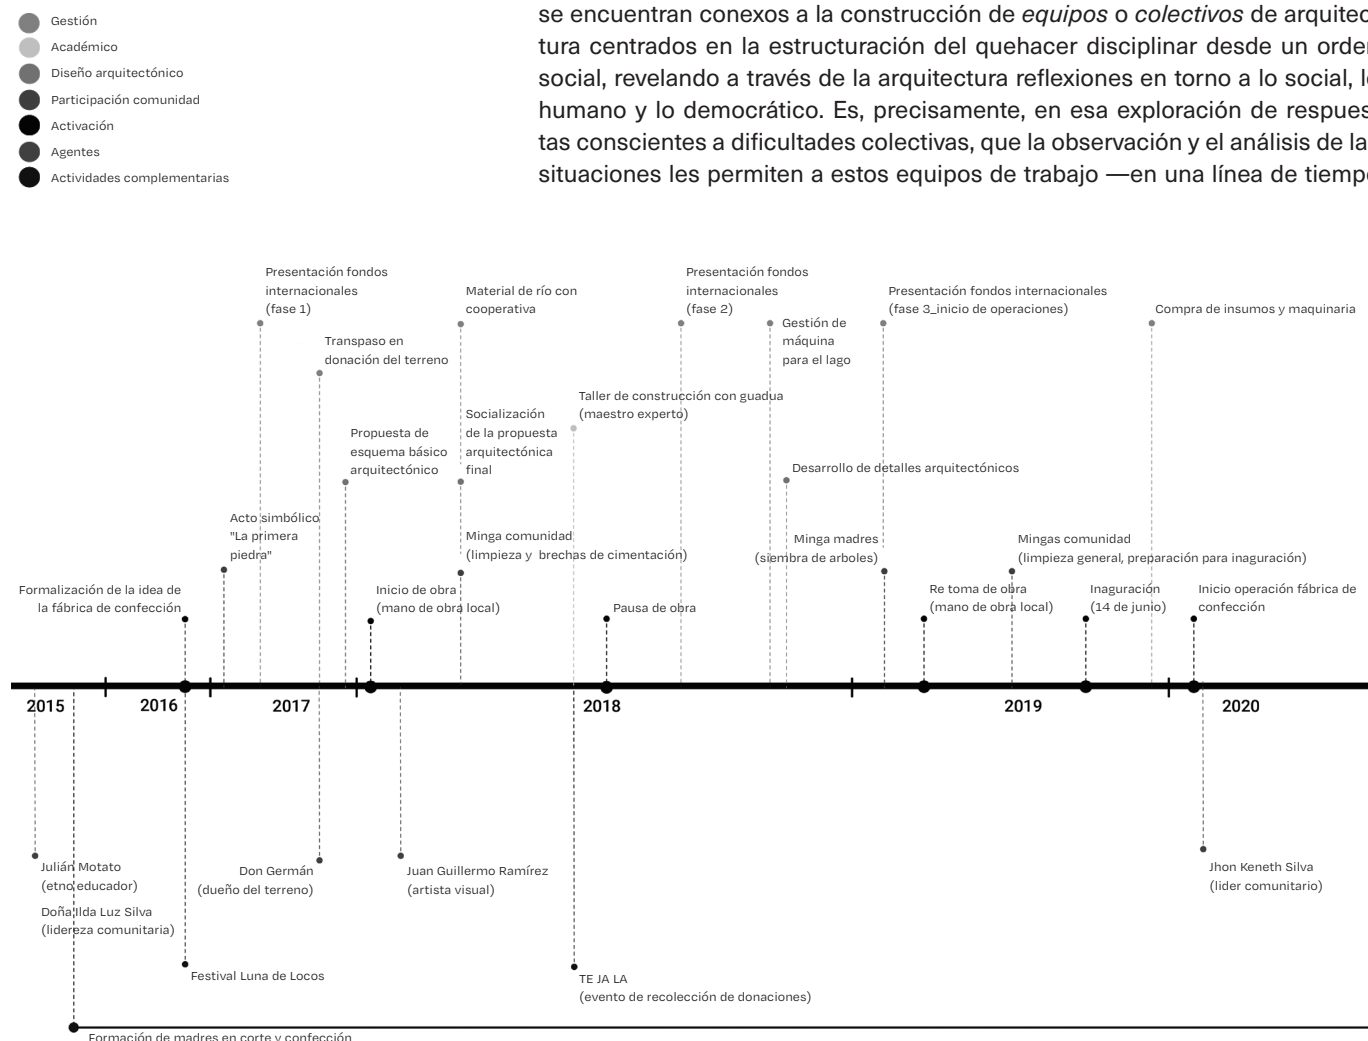 Gestión
Académico
Diseño arquitectónico
Participación comunidad
Activación
Agentes
Actividades complementarias
se encuentran conexos a la construcción de equipos o colectivos de arquitec
tura centrados en la estructuración del quehacer disciplinar desde un orde
social, revelando a través de la arquitectura reflexiones en torno a lo social, l
humano y lo democrático. Es, precisamente, en esa exploración de respues
tas conscientes a dificultades colectivas, que la observación y el análisis de la
situaciones les permiten a estos equipos de trabajo —en una línea de tiemp
Presentación fondos
internacionales
(fase 1)
Material de río con
cooperativa
Presentación fondos
internacionales
(fase 2)
Gestión de
máquina
para el lago
Presentación fondos internacionales
(fase 3_inicio de operaciones)
Compra de insumos y maquinaria
Transpaso en
donación del terreno
Taller de construcción con guadua
(maestro experto)
Propuesta de
esquema básico
arquitectónico
Socialización
de la propuesta
arquitectónica
final
Desarrollo de detalles arquitectónicos
Acto simbólico
"La primera
piedra"
Minga comunidad
(limpieza y brechas de cimentación)
Minga madres
(siembra de arboles)
Mingas comunidad
(limpieza general, preparación para inaguración)
Formalización de la idea de
la fábrica de confección
Inicio de obra
(mano de obra local)
Pausa de obra
Re toma de obra
(mano de obra local)
Inaguración
(14 de junio)
Inicio operación fábrica de
confección
2015
2016
2017
2018
2019
2020
Julián Motato
(etno educador)
Doña Ilda Luz Silva
(lidereza comunitaria)
Don Germán
(dueño del terreno)
Juan Guillermo Ramírez
(artista visual)
Jhon Keneth Silva
(lider comunitario)
Festival Luna de Locos
TE JA LA
(evento de recolección de donaciones)
Formación de madres en corte y confección